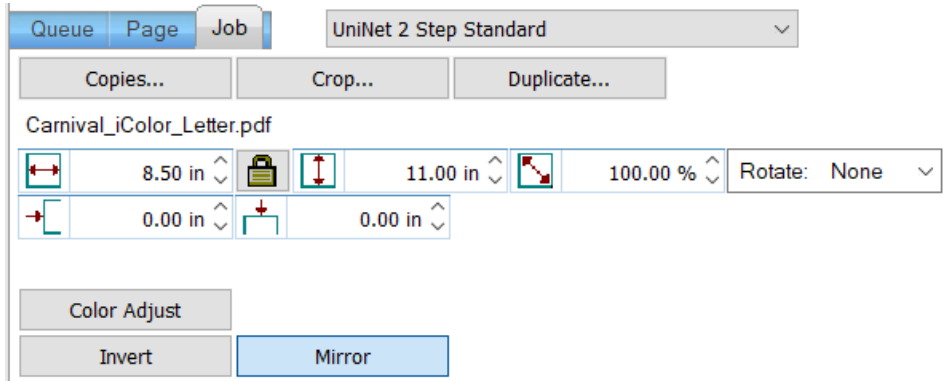 Queue Page Job UniNet 2 Step Standard
Copies... Crop... Duplicate...
Carnival_iColor_Letter.pdf
8.50 in 11.00 in 100.00 % Rotate: None
0.00 in 0.00 in
Color Adjust
Invert Mirror